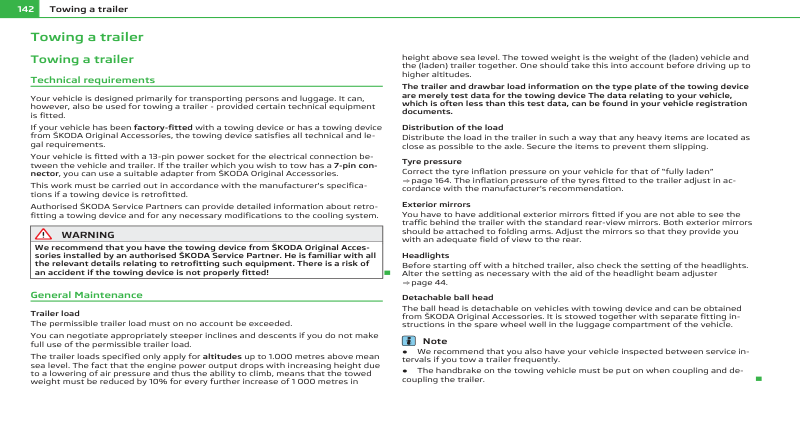 142 Towing a trailer
Towing a trailer
Towing a trailer
Technical requirements
Your vehicle is designed primarily for transporting persons and luggage. It can,
however, also be used for towing a trailer - provided certain technical equipment
is fitted.
If your vehicle has been factory-fitted with a towing device or has a towing device
from ŠKODA Original Accessories, the towing device satisfies all technical and le-
gal requirements.
Your vehicle is fitted with a 13-pin power socket for the electrical connection be-
tween the vehicle and trailer. If the trailer which you wish to tow has a 7-pin con-
nector, you can use a suitable adapter from ŠKODA Original Accessories.
This work must be carried out in accordance with the manufacturer's specifica-
tions if a towing device is retrofitted.
Authorised ŠKODA Service Partners can provide detailed information about retro-
fitting a towing device and for any necessary modifications to the cooling system.
WARNING
We recommend that you have the towing device from ŠKODA Original Acces-
sories installed by an authorised ŠKODA Service Partner. He is familiar with all
the relevant details relating to retrofitting such equipment. There is a risk of
an accident if the towing device is not properly fitted!
General Maintenance
Trailer load
The permissible trailer load must on no account be exceeded.
You can negotiate appropriately steeper inclines and descents if you do not make
full use of the permissible trailer load.
The trailer loads specified only apply for altitudes up to 1.000 metres above mean
sea level. The fact that the engine power output drops with increasing height due
to a lowering of air pressure and thus the ability to climb, means that the towed
weight must be reduced by 10% for every further increase of 1 000 metres in
height above sea level. The towed weight is the weight of the (laden) vehicle and
the (laden) trailer together. One should take this into account before driving up to
higher altitudes.
The trailer and drawbar load information on the type plate of the towing device
are merely test data for the towing device The data relating to your vehicle,
which is often less than this test data, can be found in your vehicle registration
documents.
Distribution of the load
Distribute the load in the trailer in such a way that any heavy items are located as
close as possible to the axle. Secure the items to prevent them slipping.
Tyre pressure
Correct the tyre inflation pressure on your vehicle for that of "fully laden"
⇒ page 164. The inflation pressure of the tyres fitted to the trailer adjust in ac-
cordance with the manufacturer's recommendation.
Exterior mirrors
You have to have additional exterior mirrors fitted if you are not able to see the
traffic behind the trailer with the standard rear-view mirrors. Both exterior mirrors
should be attached to folding arms. Adjust the mirrors so that they provide you
with an adequate field of view to the rear.
Headlights
Before starting off with a hitched trailer, also check the setting of the headlights.
Alter the setting as necessary with the aid of the headlight beam adjuster
⇒ page 44.
Detachable ball head
The ball head is detachable on vehicles with towing device and can be obtained
from ŠKODA Original Accessories. It is stowed together with separate fitting in-
structions in the spare wheel well in the luggage compartment of the vehicle.
i Note
● We recommend that you also have your vehicle inspected between service in-
tervals if you tow a trailer frequently.
● The handbrake on the towing vehicle must be put on when coupling and de-
coupling the trailer.